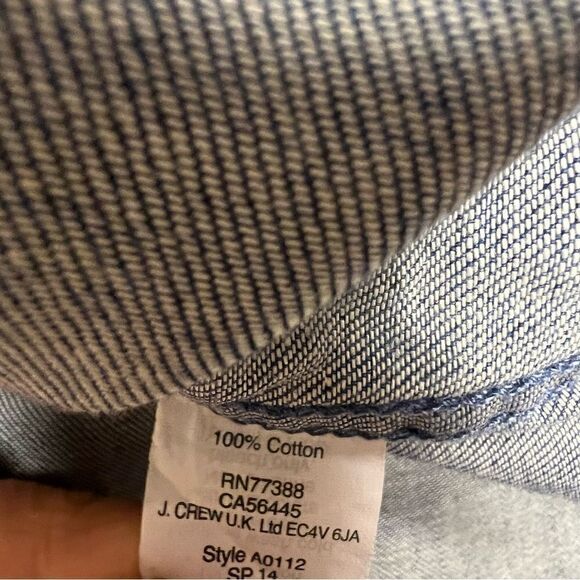 100% Cotton
RN77388
CA56445
J. CREW U.K. Ltd EC4V 6JA
Style A0112
SP 14